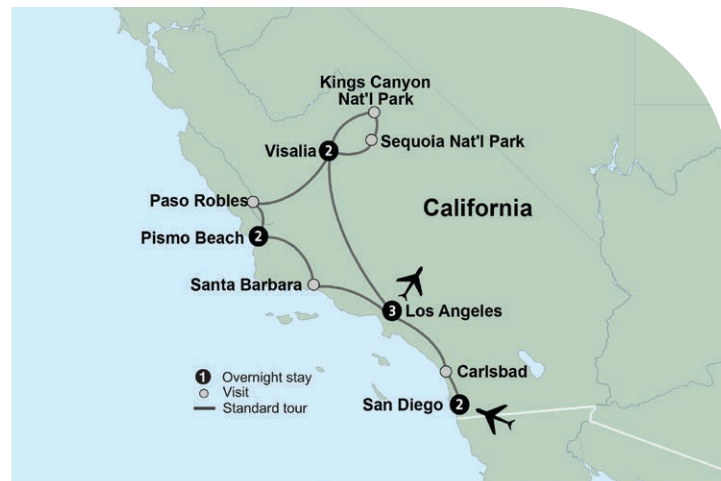 Kings Canyon
Nat'l Park
Sequoia Nat'l Park
Visalia 2
Paso Robles
California
Pismo Beach 2
Santa Barbara
3 Los Angeles
Carlsbad
San Diego 2
1 Overnight stay
Visit
Standard tour